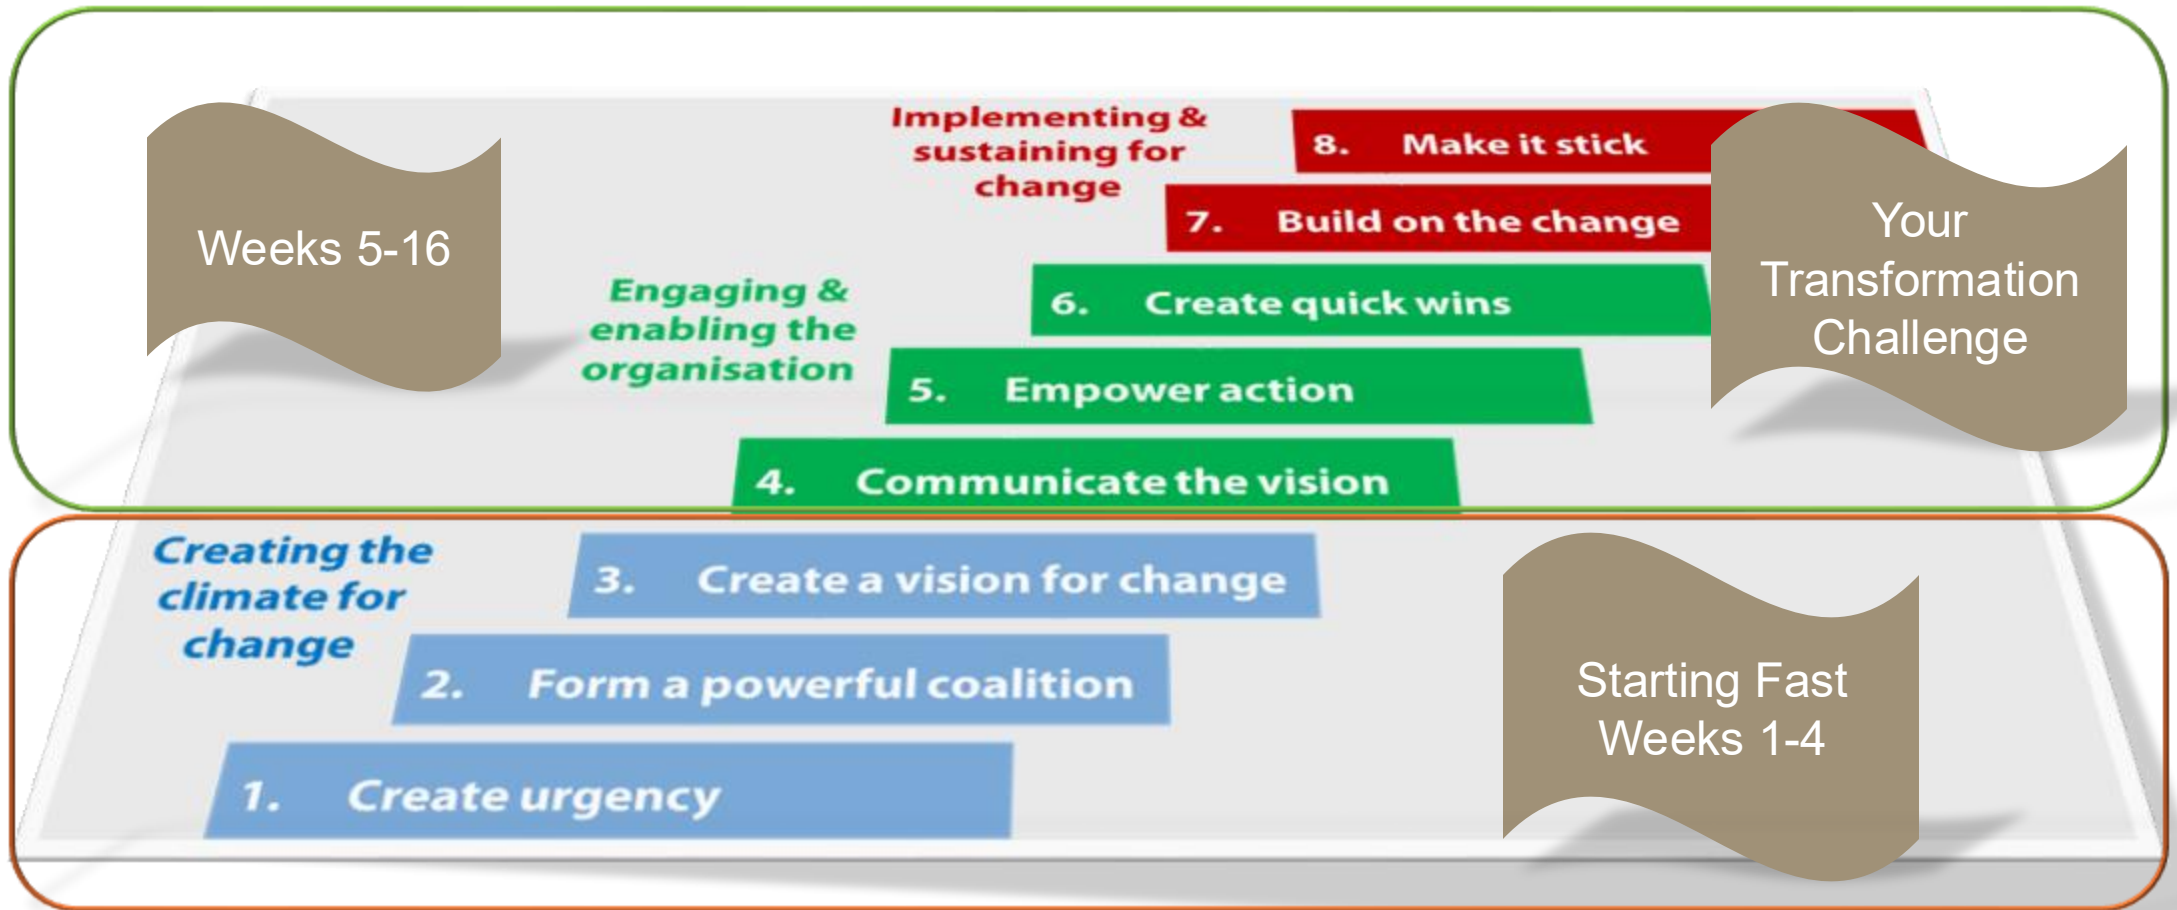 Weeks 5-16
Implementing &
sustaining for
change
8. Make it stick
7. Build on the change
Your
Transformation
Challenge
Engaging &
enabling the
organisation
6. Create quick wins
5. Empower action
4. Communicate the vision
Creating the
climate for
change
3. Create a vision for change
2. Form a powerful coalition
1. Create urgency
Starting Fast
Weeks 1-4